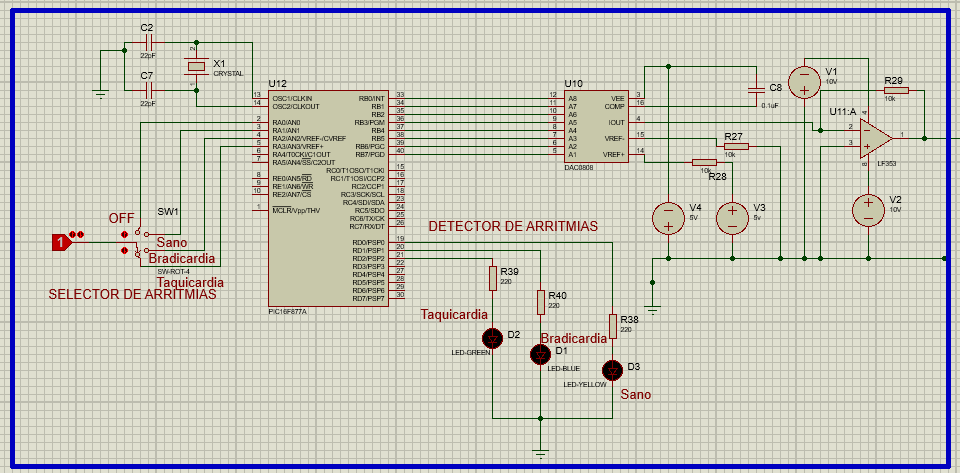 C2
22pF
C7
22pF
2
1
X1
CRYSTAL
U12
13 OSC1/CLKIN
14 OSC2/CLKOUT
2 RA0/AN0
3 RA1/AN1
4 RA2/AN2/VREF-/CVREF
5 RA3/AN3/VREF+
6 RA4/T0CKI/C1OUT
7 RA5/AN4/SS/C2OUT
8 RE0/AN5/RD
9 RE1/AN6/WR
10 RE2/AN7/CS
1 MCLR/Vpp/THV
RB0/INT 33
RB1 34
RB2 35
RB3/PGM 36
RB4 37
RB5 38
RB6/PGC 39
RB7/PGD 40
RC0/T1OSO/T1CKI 15
RC1/T1OSI/CCP2 16
RC2/CCP1 17
RC3/SCK/SCL 18
RC4/SDI/SDA 23
RC5/SDO 24
RC6/TX/CK 25
RC7/RX/DT 26
RD0/PSP0 19
RD1/PSP1 20
RD2/PSP2 21
RD3/PSP3 22
RD4/PSP4 27
RD5/PSP5 28
RD6/PSP6 29
RD7/PSP7 30
PIC16F877A
U10
12 A8
11 A7
10 A6
9 A5
8 A4
7 A3
6 A2
5 A1
VEE 3
COMP 16
IOUT 4
VREF- 15
VREF+ 14
DAC0808
C8
0.1uF
V1
10V
R29
10k
U11:A
2
3
4
8
1
LF353
R27
10k
10k
R28
V4
5v
V3
5v
V2
10V
OFF
SW1
1
Sano
Bradicardia
SW-ROT-4
Taquicardia
SELECTOR DE ARRITMIAS
DETECTOR DE ARRITMIAS
R39
220
R40
220
R38
220
Taquicardia
D2
LED-GREEN
Bradicardia
D1
LED-BLUE
D3
LED-YELLOW
Sano